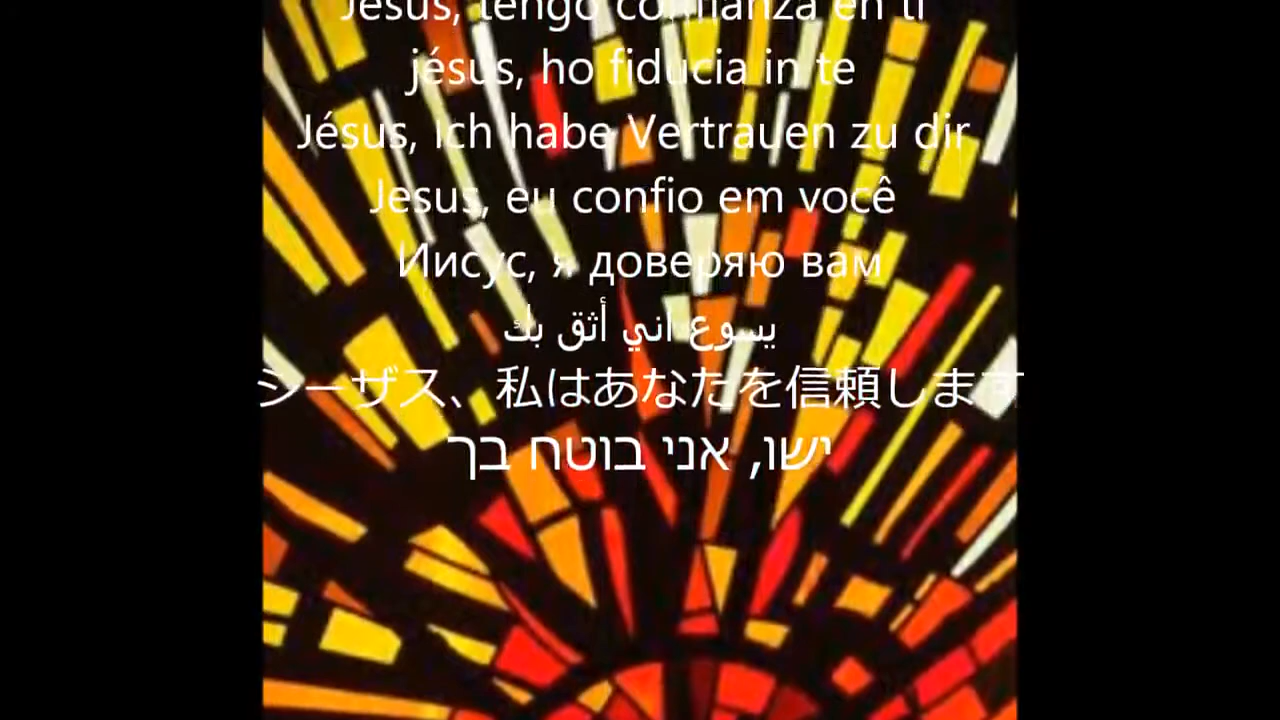 Jesús, tengo confianza en ti
jésus, ho fiducia in te
Jésus, ich habe Vertrauen zu dir
Jesus, eu confio em você
Иисус, я доверяю вам
يسوع اني أثق بك
シーザス、私はあなたを信頼します
ישו, אני בוטח בך